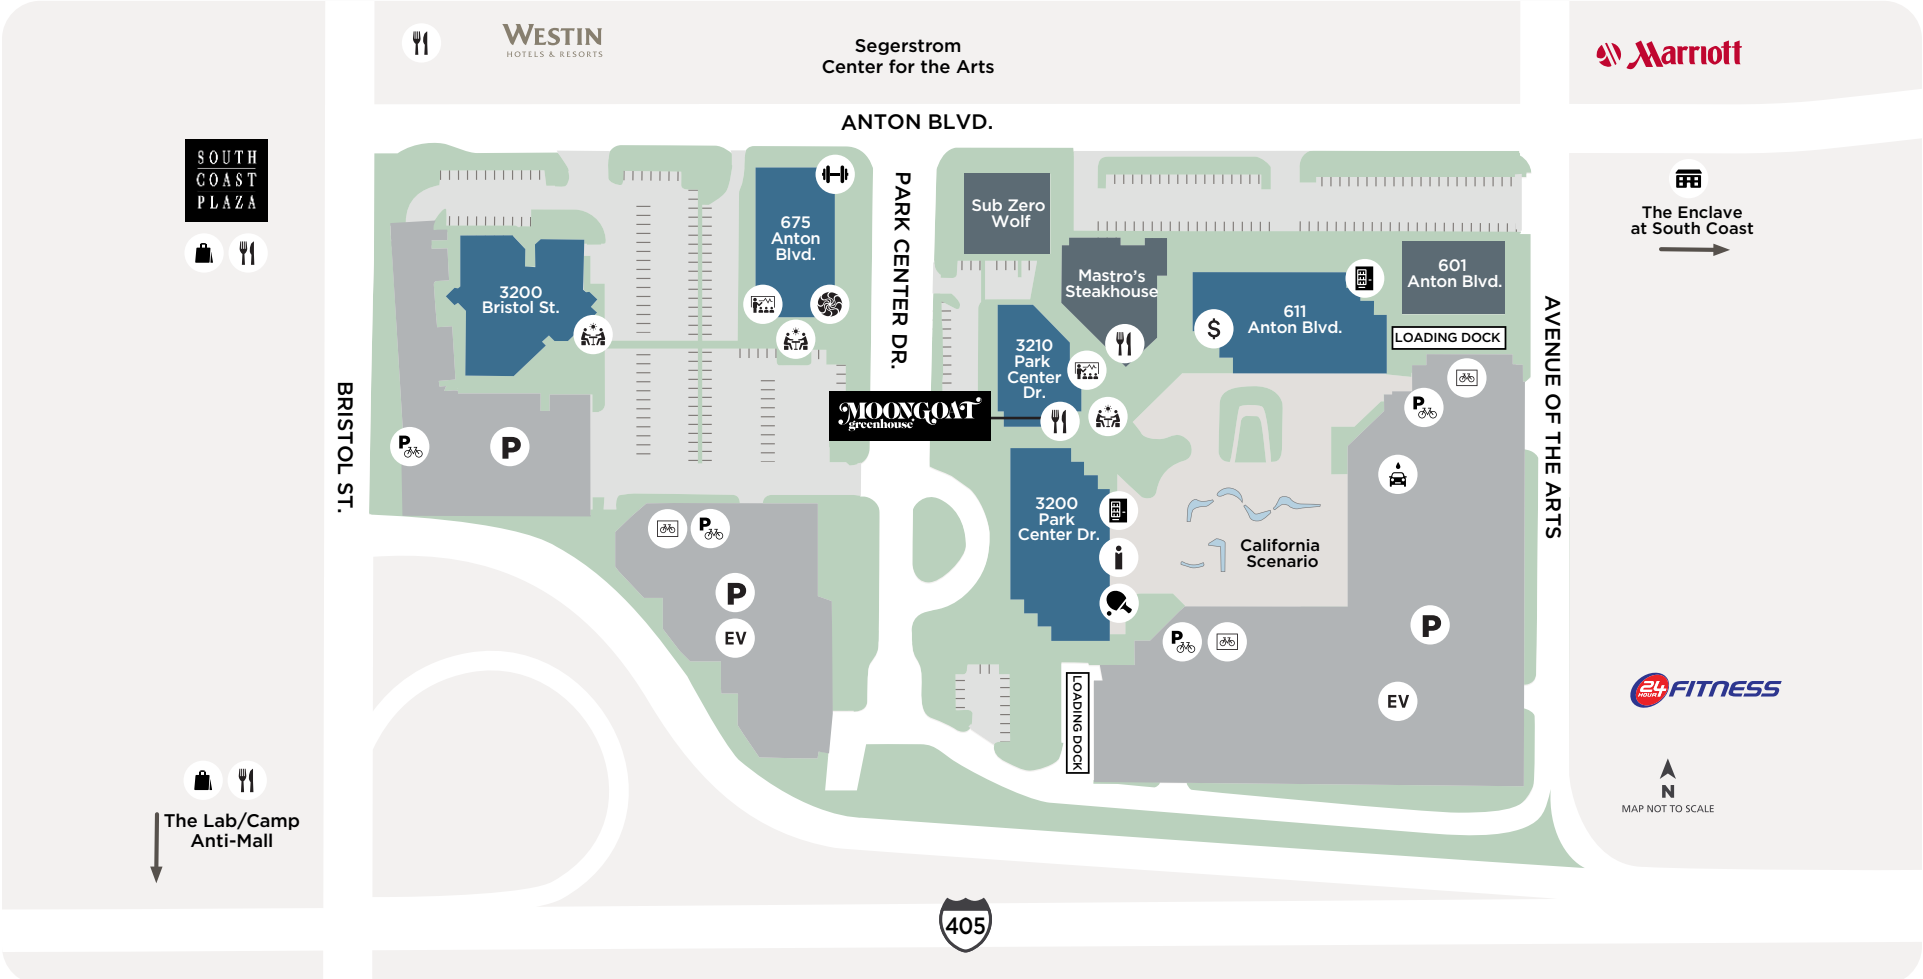 WESTIN
HOTELS & RESORTS
Segerstrom
Center for the Arts
Marriott
ANTON BLVD.
SOUTH
COAST
PLAZA
PARK CENTER DR.
675
Anton
Blvd.
Sub Zero
Wolf
The Enclave
at South Coast
3200
Bristol St.
Mastro's
Steakhouse
601
Anton Blvd.
611
Anton Blvd.
$
LOADING DOCK
3210
Park
Center
Dr.
AVENUE OF THE ARTS
BRISTOL ST.
MOONGOAT
greenhouse
P
P
P
3200
Park
Center Dr.
P
California
Scenario
P
EV
P
P
EV
LOADING DOCK
24
HOUR
FITNESS
N
MAP NOT TO SCALE
The Lab/Camp
Anti-Mall
405